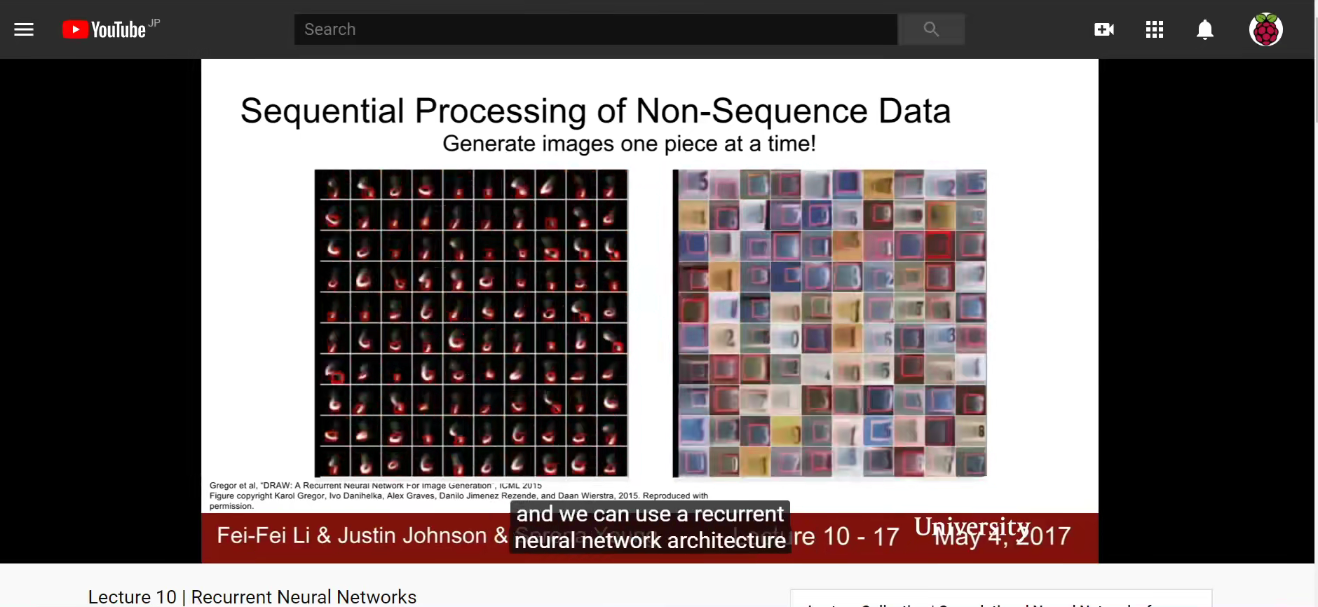 YouTube JP
Search
Sequential Processing of Non-Sequence Data
Generate images one piece at a time!
Gregor et al, "DRAW: A Recurrent Neural Network For Image Generation", ICML 2015
Figure copyright Karol Gregor, Ivo Danihelka, Alex Graves, Danilo Jimenez Rezende, and Daan Wierstra, 2015. Reproduced with
permission.
and we can use a recurrent
neural network architecture
Fei-Fei Li & Justin Johnson &
re 10 - 17
University
May 4, 2017
Lecture 10 | Recurrent Neural Networks